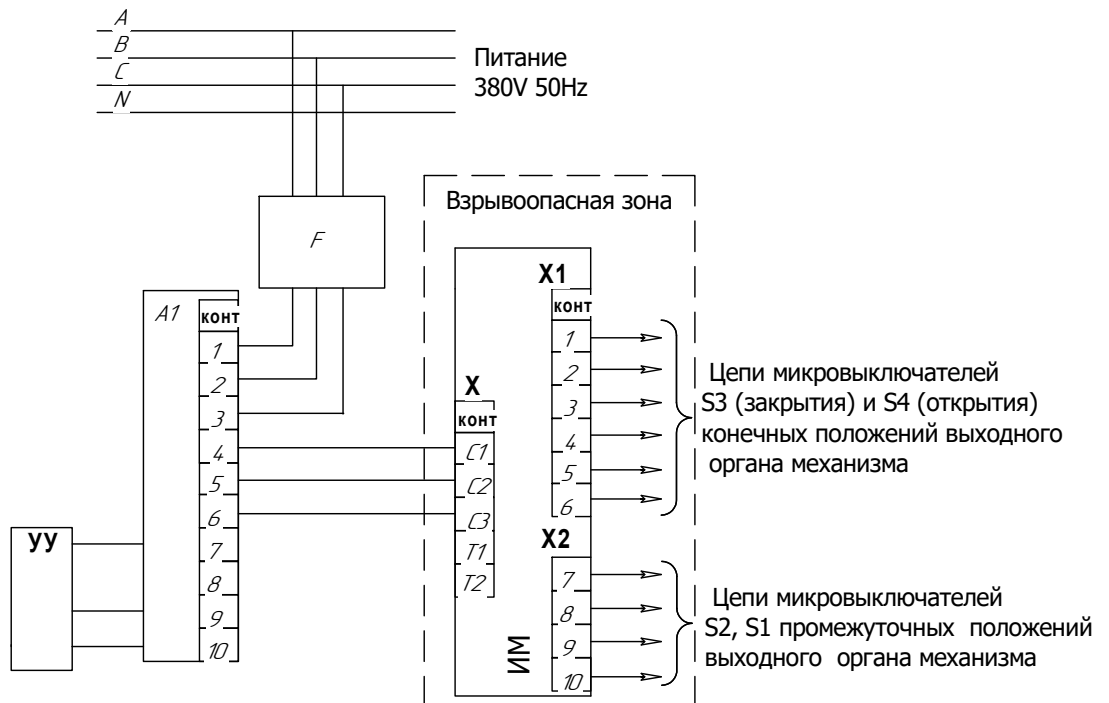 A
B
C
N
Питание
380V 50Hz
F
Взрывоопасная зона
A1
конт
1
2
3
4
5
6
7
8
9
10
УУ
X
конт
C1
C2
C3
T1
T2
X1
конт
1
2
3
4
5
6
X2
7
8
9
10
ИМ
Цепи микровыключателей
S3 (закрытия) и S4 (открытия)
конечных положений выходного
органа механизма
Цепи микровыключателей
S2, S1 промежуточных положений
выходного органа механизма